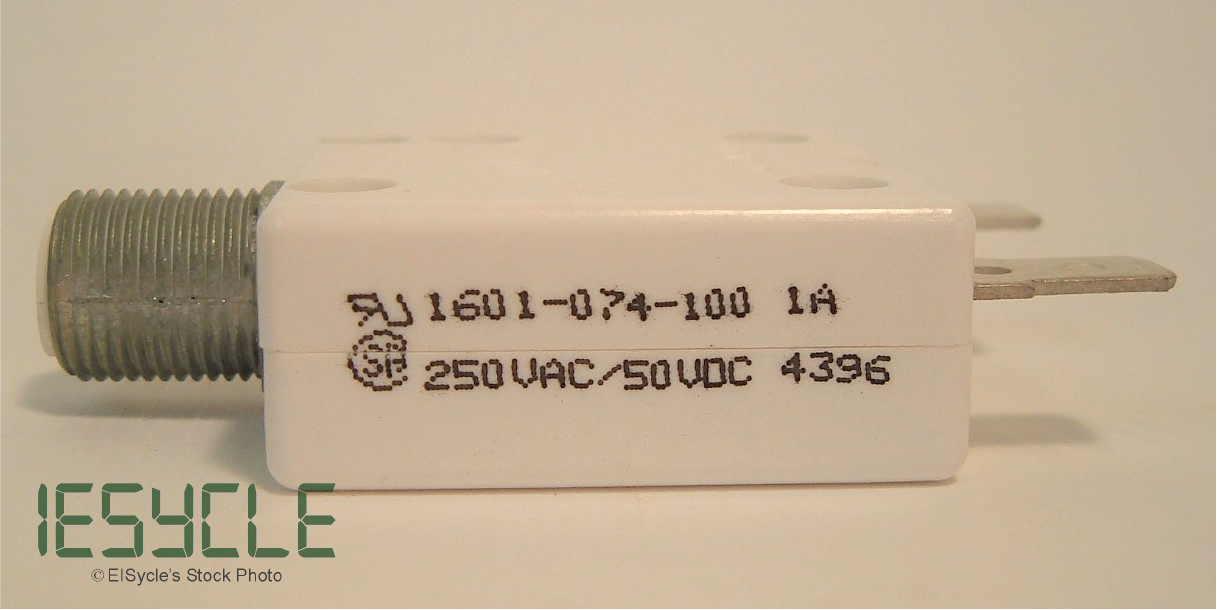 1601-074-100 1A
250VAC/50VDC 4396
IESYCLE
© EISycle's Stock Photo